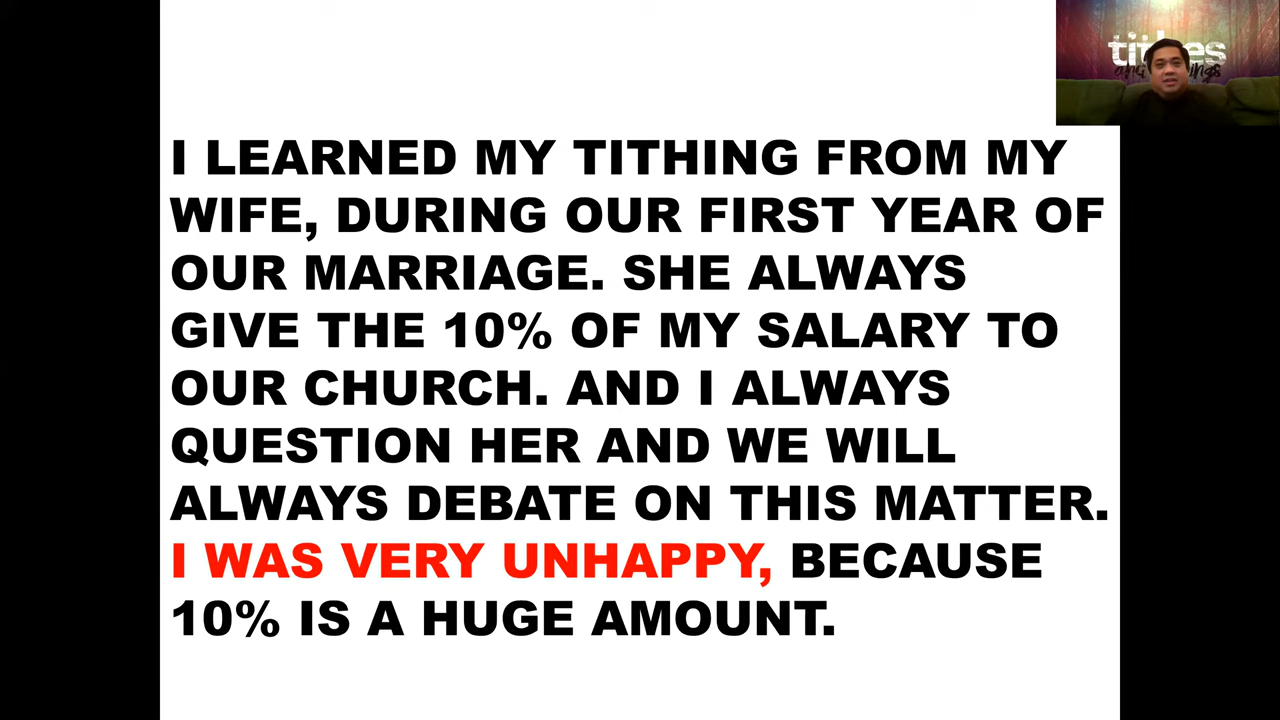 tithes
I LEARNED MY TITHING FROM MY
WIFE, DURING OUR FIRST YEAR OF
OUR MARRIAGE. SHE ALWAYS
GIVE THE 10% OF MY SALARY TO
OUR CHURCH. AND I ALWAYS
QUESTION HER AND WE WILL
ALWAYS DEBATE ON THIS MATTER.
I WAS VERY UNHAPPY, BECAUSE
10% IS A HUGE AMOUNT.